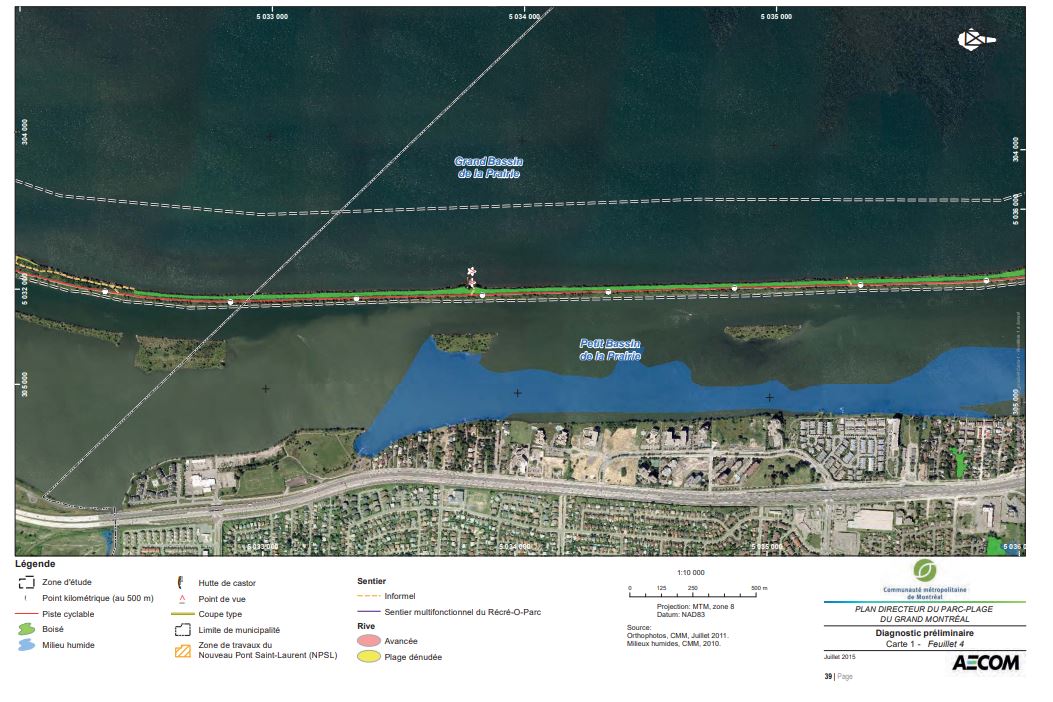 5 033 000
5 034 000
5 035 000
304 000
304 000
Grand Bassin
de la Prairie
5 036 000
5 032 000
Petit Bassin
de la Prairie
305 000
305 000
5 033 000
5 034 000
5 035 000
5 036 0
Légende
Zone d'étude
Point kilométrique (au 500 m)
Piste cyclable
Boisé
Milieu humide
Hutte de castor
Point de vue
Coupe type
Limite de municipalité
Zone de travaux du
Nouveau Pont Saint-Laurent (NPSL)
Sentier
Informel
Sentier multifonctionnel du Récré-O-Parc
Rive
Avancée
Plage dénudée
1:10 000
0 125 250 500 m
Projection: MTM, zone 8
Datum: NAD83
Source:
Orthophotos, CMM, Juillet 2011.
Milieux humides, CMM, 2010.
Communauté métropolitaine
de Montréal
PLAN DIRECTEUR DU PARC-PLAGE
DU GRAND MONTRÉAL
Diagnostic préliminaire
Carte 1 - Feuillet 4
Juillet 2015
AECOM
39 | Page